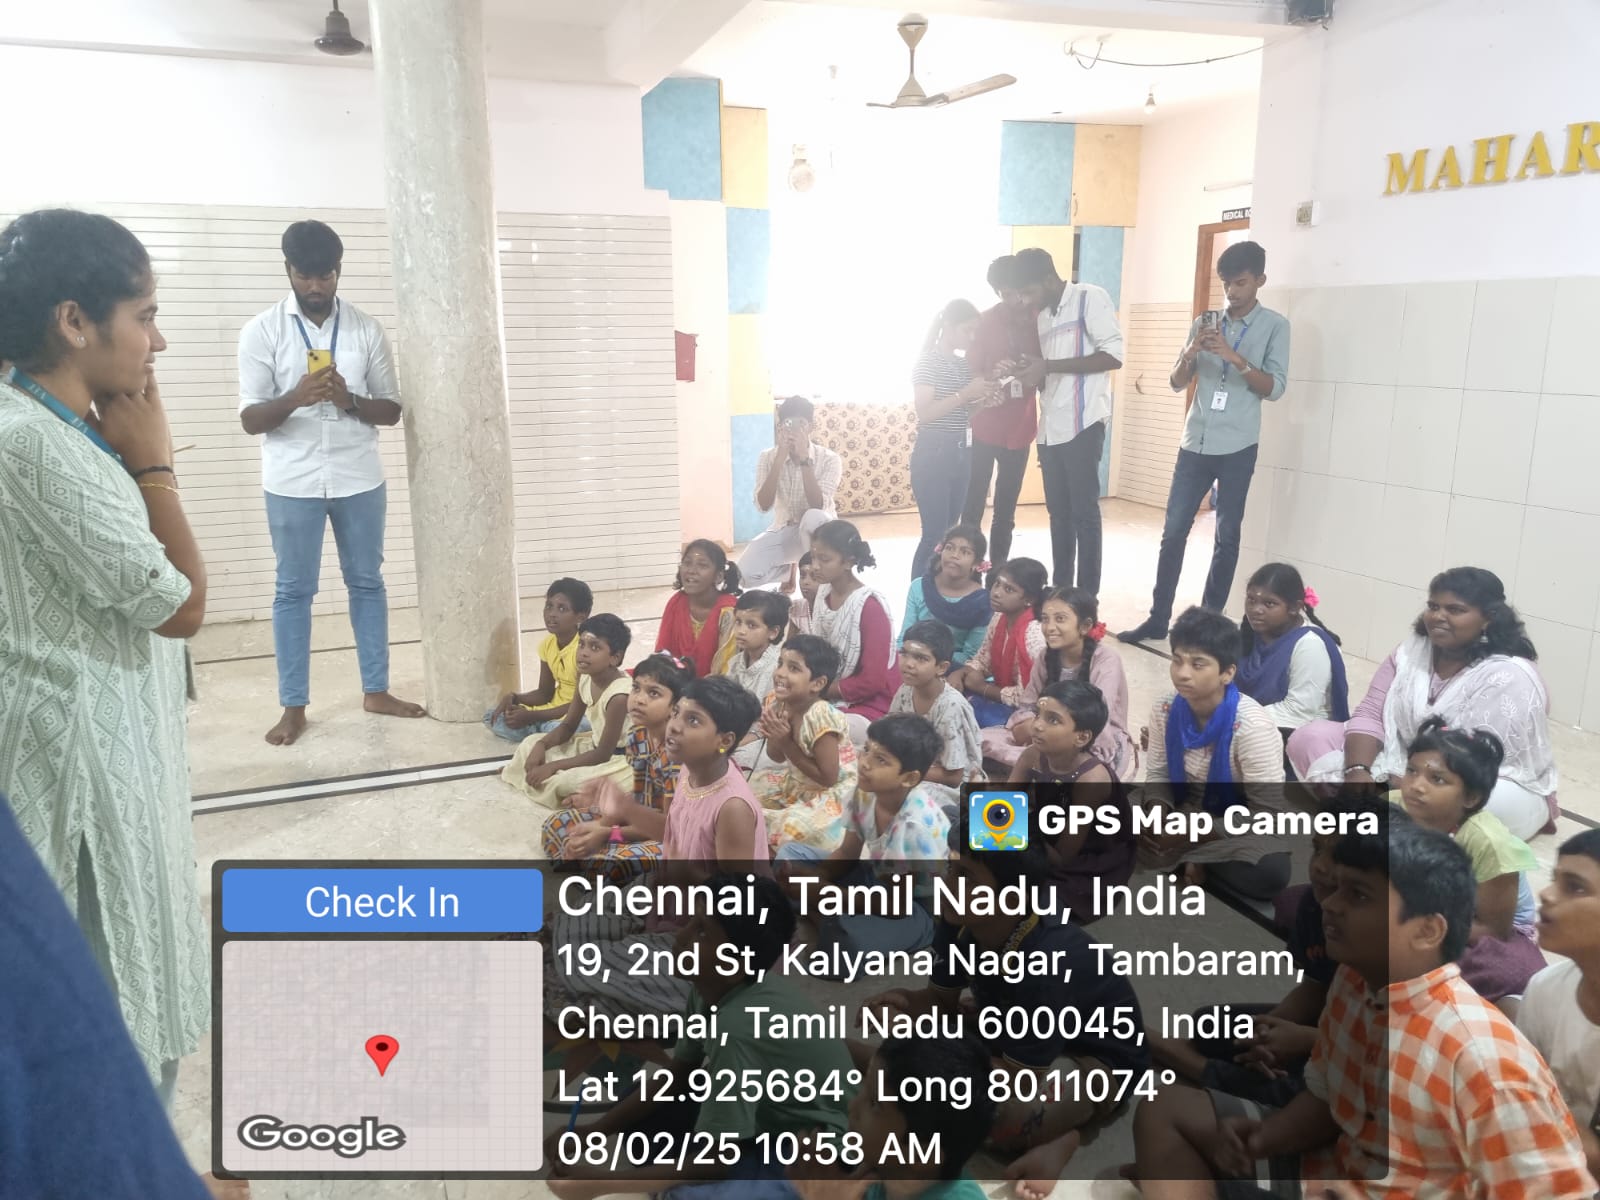 MAHAR
MEDICAL
GPS Map Camera
Check In
Chennai, Tamil Nadu, India
19, 2nd St, Kalyana Nagar, Tambaram,
Chennai, Tamil Nadu 600045, India
Lat 12.925684° Long 80.11074°
08/02/25 10:58 AM
Google